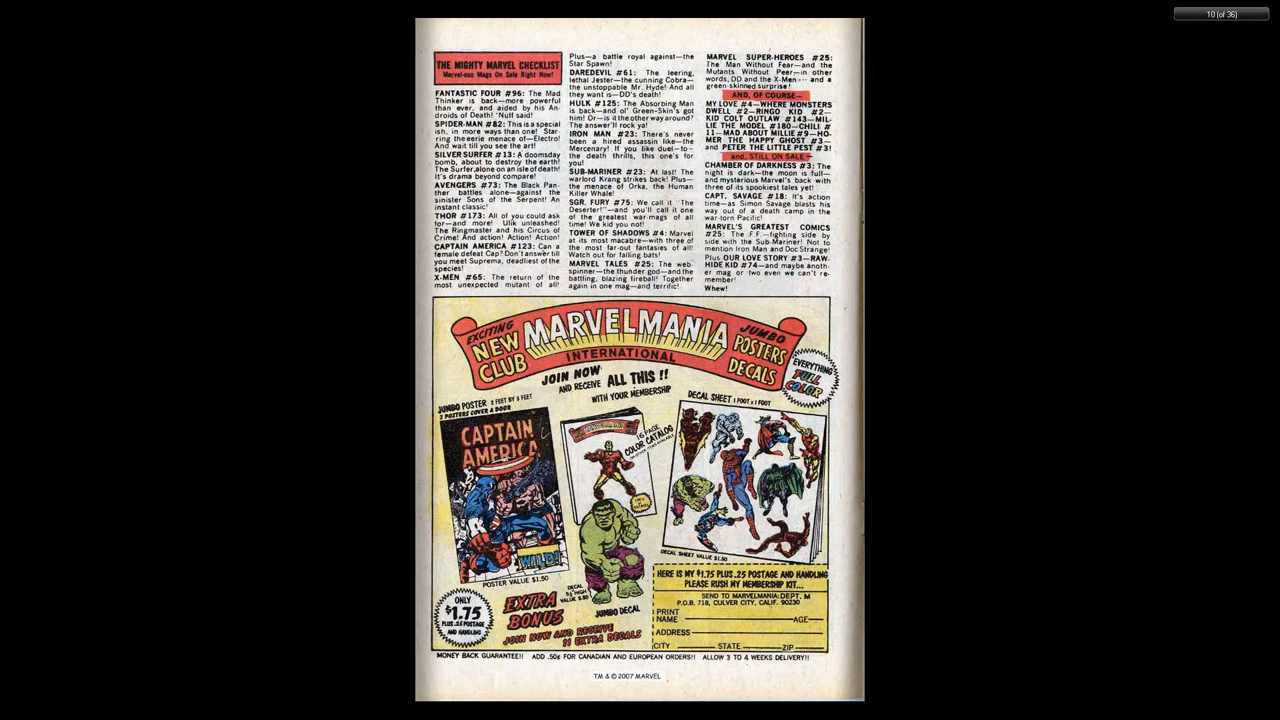 10 (of 36)
THE MIGHTY MARVEL CHECKLIST
Marvel-ous Mags On Sale Right Now!
FANTASTIC FOUR #96: The Mad
Thinker is back—more powerful
than ever, and aided by his An-
droids of Death! 'Nuff said!
SPIDER-MAN #82: This is a special
ish, in more ways than one! Star-
ring the erie menace of—Electro!
And wait till you see the art!
SILVER SURFER #13: A doomsday
bomb, about to destroy the earth!
The Surfer, alone on an isle of death!
It's drama beyond compare!
AVENGERS #73: The Black Pan-
ther battles alone—against the
sinister Sons of the Serpent! An
instant classic!
THOR #173: All of you could ask
for—and more! Ulik unleashed!
The Ringmaster and his Circus of
Crime! And action! Action! Action!
CAPTAIN AMERICA #123: Can a
female defeat Cap? Don't answer till
you meet Suprema, deadliest of the
species!
X-MEN #65: The return of the
most unexpected mutant of all!
Plus—a battle royal against—the
Star Spawn!
DAREDEVIL #61: The leering,
lethal Jester—the cunning Cobra—
the unstoppable Mr. Hyde! And all
they want is—DD's death!
HULK #125: The Absorbing Man
is back—and ol' Green-Skin's got
him! Or—is it the other way around?
The answer'll rock ya!
IRON MAN #23: There's never
been a hired assassin like—the
Mercenary! If you like duel—to—
the death thrills, this one's for
you!
SUB-MARINER #23: At last! The
warlord Krang strikes back! Plus—
the menace of Orka, the Human
Killer Whale!
SGR. FURY #75: We call it "The
Deserter!"—and you'll call it one
of the greatest war-mags of all
time! We kid you not!
TOWER OF SHADOWS #4: Marvel
at its most macabre—with three of
the most far-out fantasies of all!
Watch out for falling bats!
MARVEL TALES #25: The web-
spinner—the thunder god—and the
battling, blazing fireball! Together
again in one mag—and terrific!
MARVEL SUPER-HEROES #25:
The Man Without Fear—and the
Mutants Without Peer—in other
words, DD and the X-Men--- and a
green-skinned surprise!
AND, OF COURSE—
MY LOVE #4—WHERE MONSTERS
DWELL #2—RINGO KID #2—
KID COLT OUTLAW #143—MIL-
LIE THE MODEL #180—CHILI #
11—MAD ABOUT MILLIE #9—HO-
MER THE HAPPY GHOST #3—
and PETER THE LITTLE PEST #3!
and, STILL ON SALE—
CHAMBER OF DARKNESS #3: The
night is dark—the moon is full—
and mysterious Marvel's back with
three of its spookiest tales yet!
CAPT. SAVAGE #18: It's action
time—as Simon Savage blasts his
way out of a death camp in the
war-torn Pacific!
MARVEL'S GREATEST COMICS
#25: The F.F.—fighting side by
side with the Sub-Mariner! Not to
mention Iron Man and Doc Strange!
Plus OUR LOVE STORY #3—RAW-
HIDE KID #74—and maybe anoth-
er mag or two even we can't re-
member!
Whew!
EXCITING
NEW
CLUB
MARVELMANIA
INTERNATIONAL
JUMBO
POSTERS
DECALS
EVERYTHING
FULL
COLOR
JOIN NOW
AND RECEIVE ALL THIS !!
WITH YOUR MEMBERSHIP
JUMBO POSTER 2 FEET BY 3 FEET
2 POSTERS COVER A DOOR
CAPTAIN
AMERICA
WILD!
POSTER VALUE $1.50
16 PAGE
COLOR CATALOG
DECAL SHEET 1 FOOT x 1 FOOT
DECAL SHEET VALUE $1.50
ONLY
$1.75
PLUS .25 POSTAGE
AND HANDLING
EXTRA
BONUS
JOIN NOW AND RECEIVE
11 EXTRA DECALS
DECAL
HIGH
VALUE $.80
JUMBO DECAL
HERE IS MY $1.75 PLUS .25 POSTAGE AND HANDLING
PLEASE RUSH MY MEMBERSHIP KIT...
SEND TO MARVELMANIA: DEPT. M
P.O.B. 718, CULVER CITY, CALIF. 90230
PRINT
NAME AGE
ADDRESS
CITY STATE ZIP
MONEY BACK GUARANTEE!! ADD .50¢ FOR CANADIAN AND EUROPEAN ORDERS!! ALLOW 3 TO 4 WEEKS DELIVERY!!
TM & © 2007 MARVEL